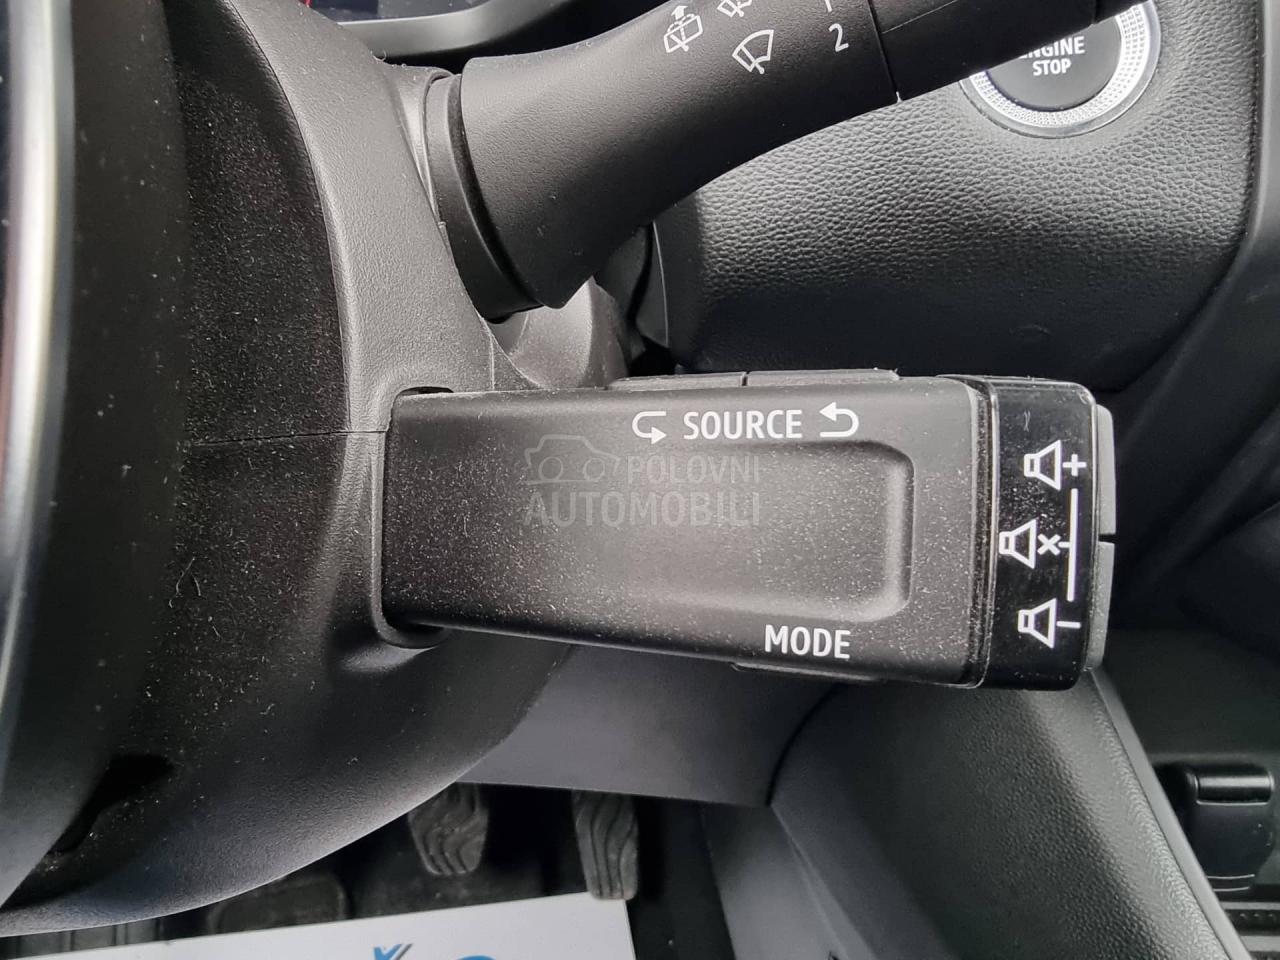 2
ENGINE
STOP
SOURCE
POLOVNI
AUTOMOBILI
MODE